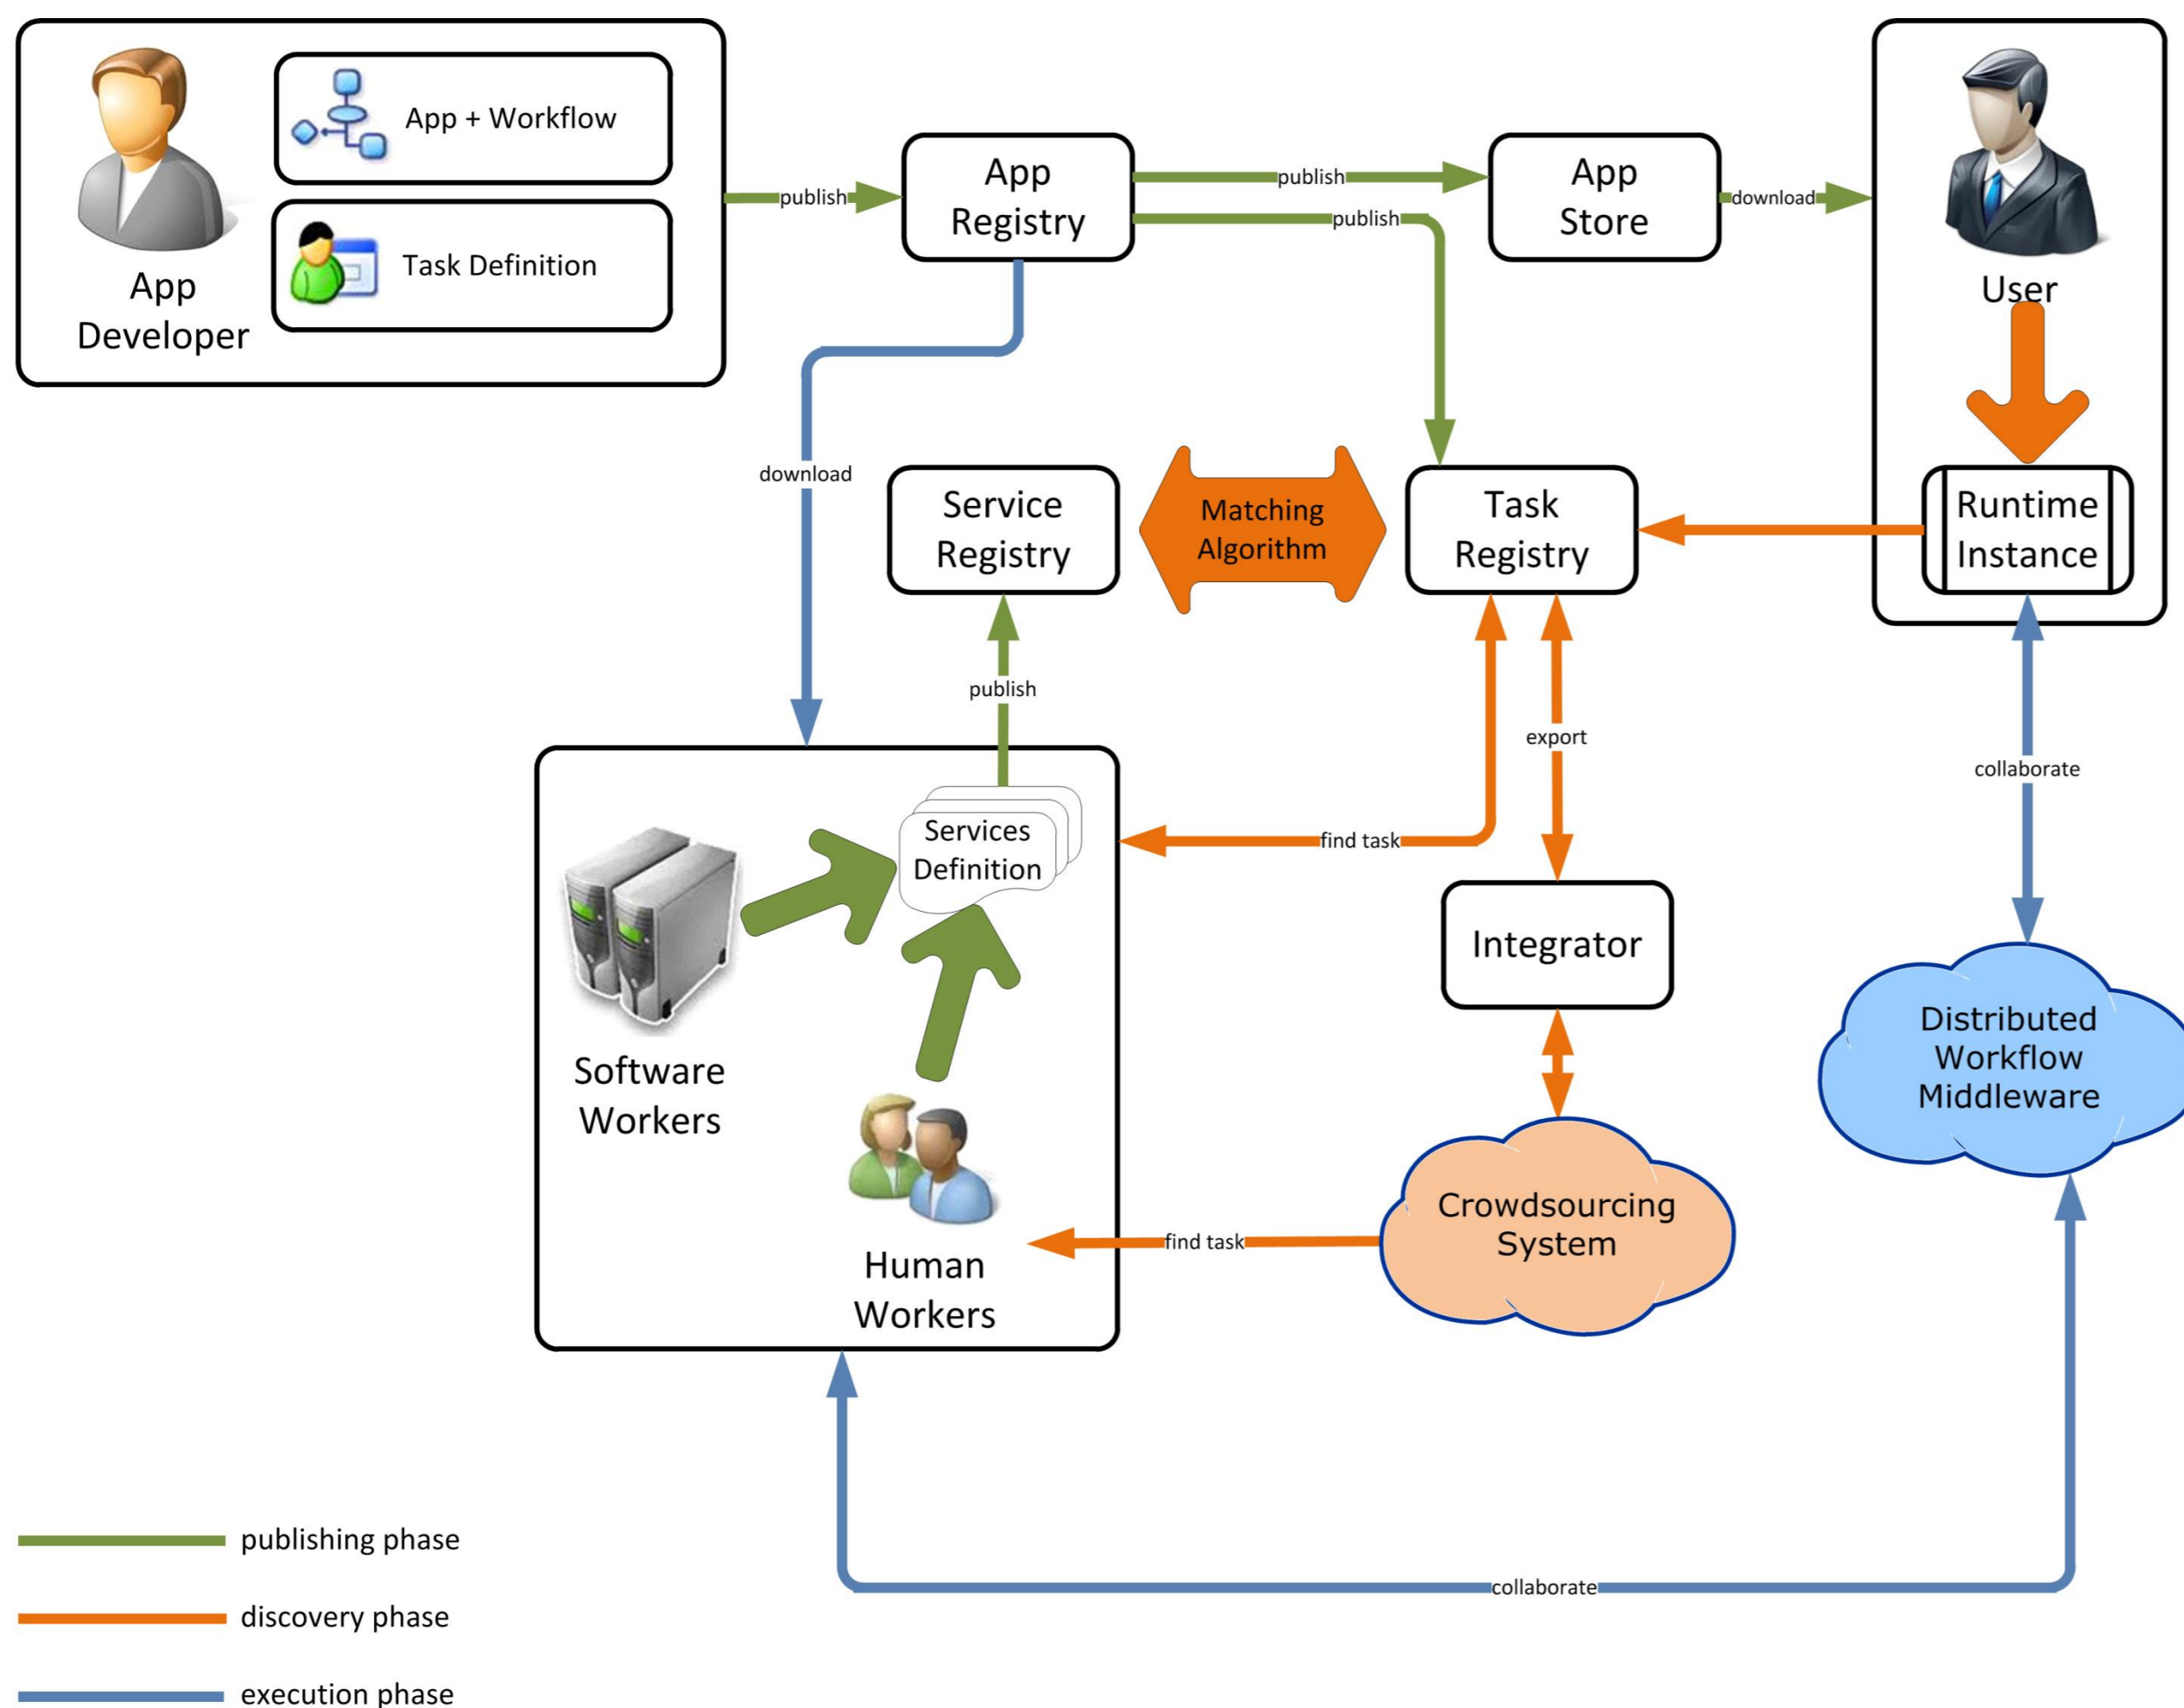 App + Workflow
Task Definition
App
Developer
publish
App
Registry
publish
publish
App
Store
download
User
download
Service
Registry
Matching
Algorithm
Task
Registry
Runtime
Instance
publish
export
collaborate
Services
Definition
find task
Integrator
Software
Workers
Distributed
Workflow
Middleware
Human
Workers
find task
Crowdsourcing
System
collaborate
publishing phase
discovery phase
execution phase